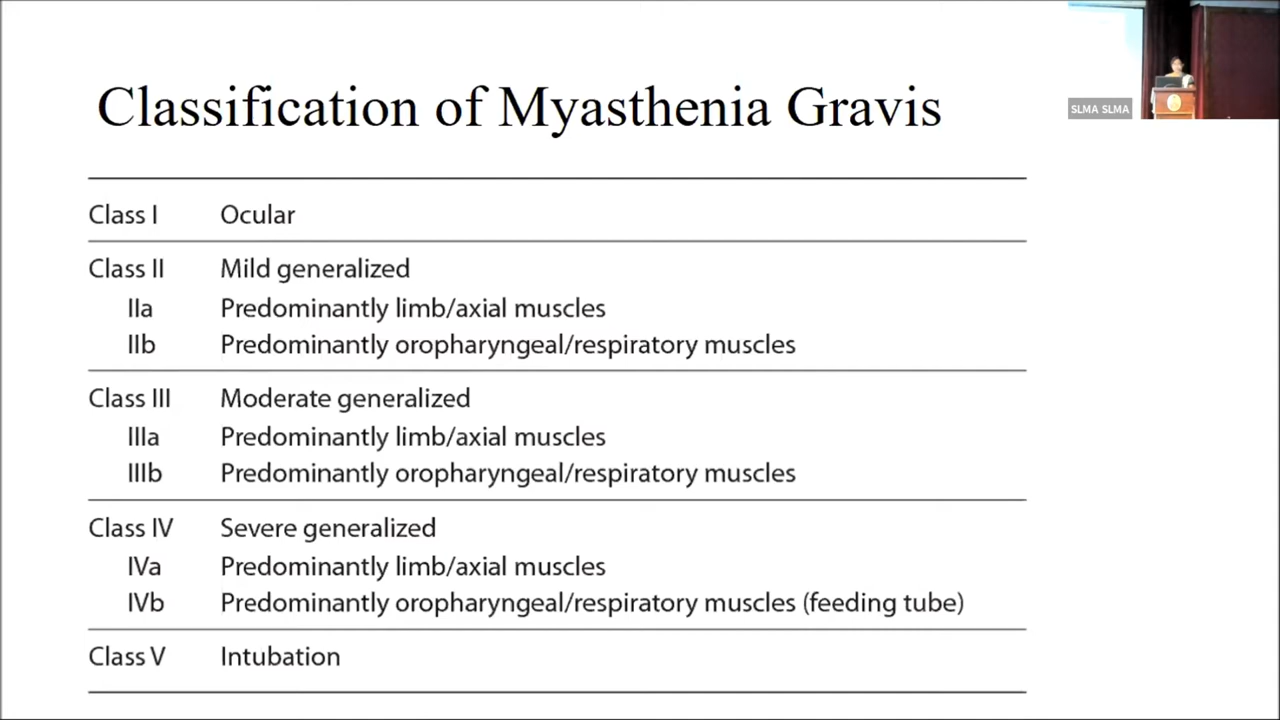 Classification of Myasthenia Gravis
SLMA SLMA
Class I Ocular
Class II Mild generalized
IIa Predominantly limb/axial muscles
IIb Predominantly oropharyngeal/respiratory muscles
Class III Moderate generalized
IIIa Predominantly limb/axial muscles
IIIb Predominantly oropharyngeal/respiratory muscles
Class IV Severe generalized
IVa Predominantly limb/axial muscles
IVb Predominantly oropharyngeal/respiratory muscles (feeding tube)
Class V Intubation